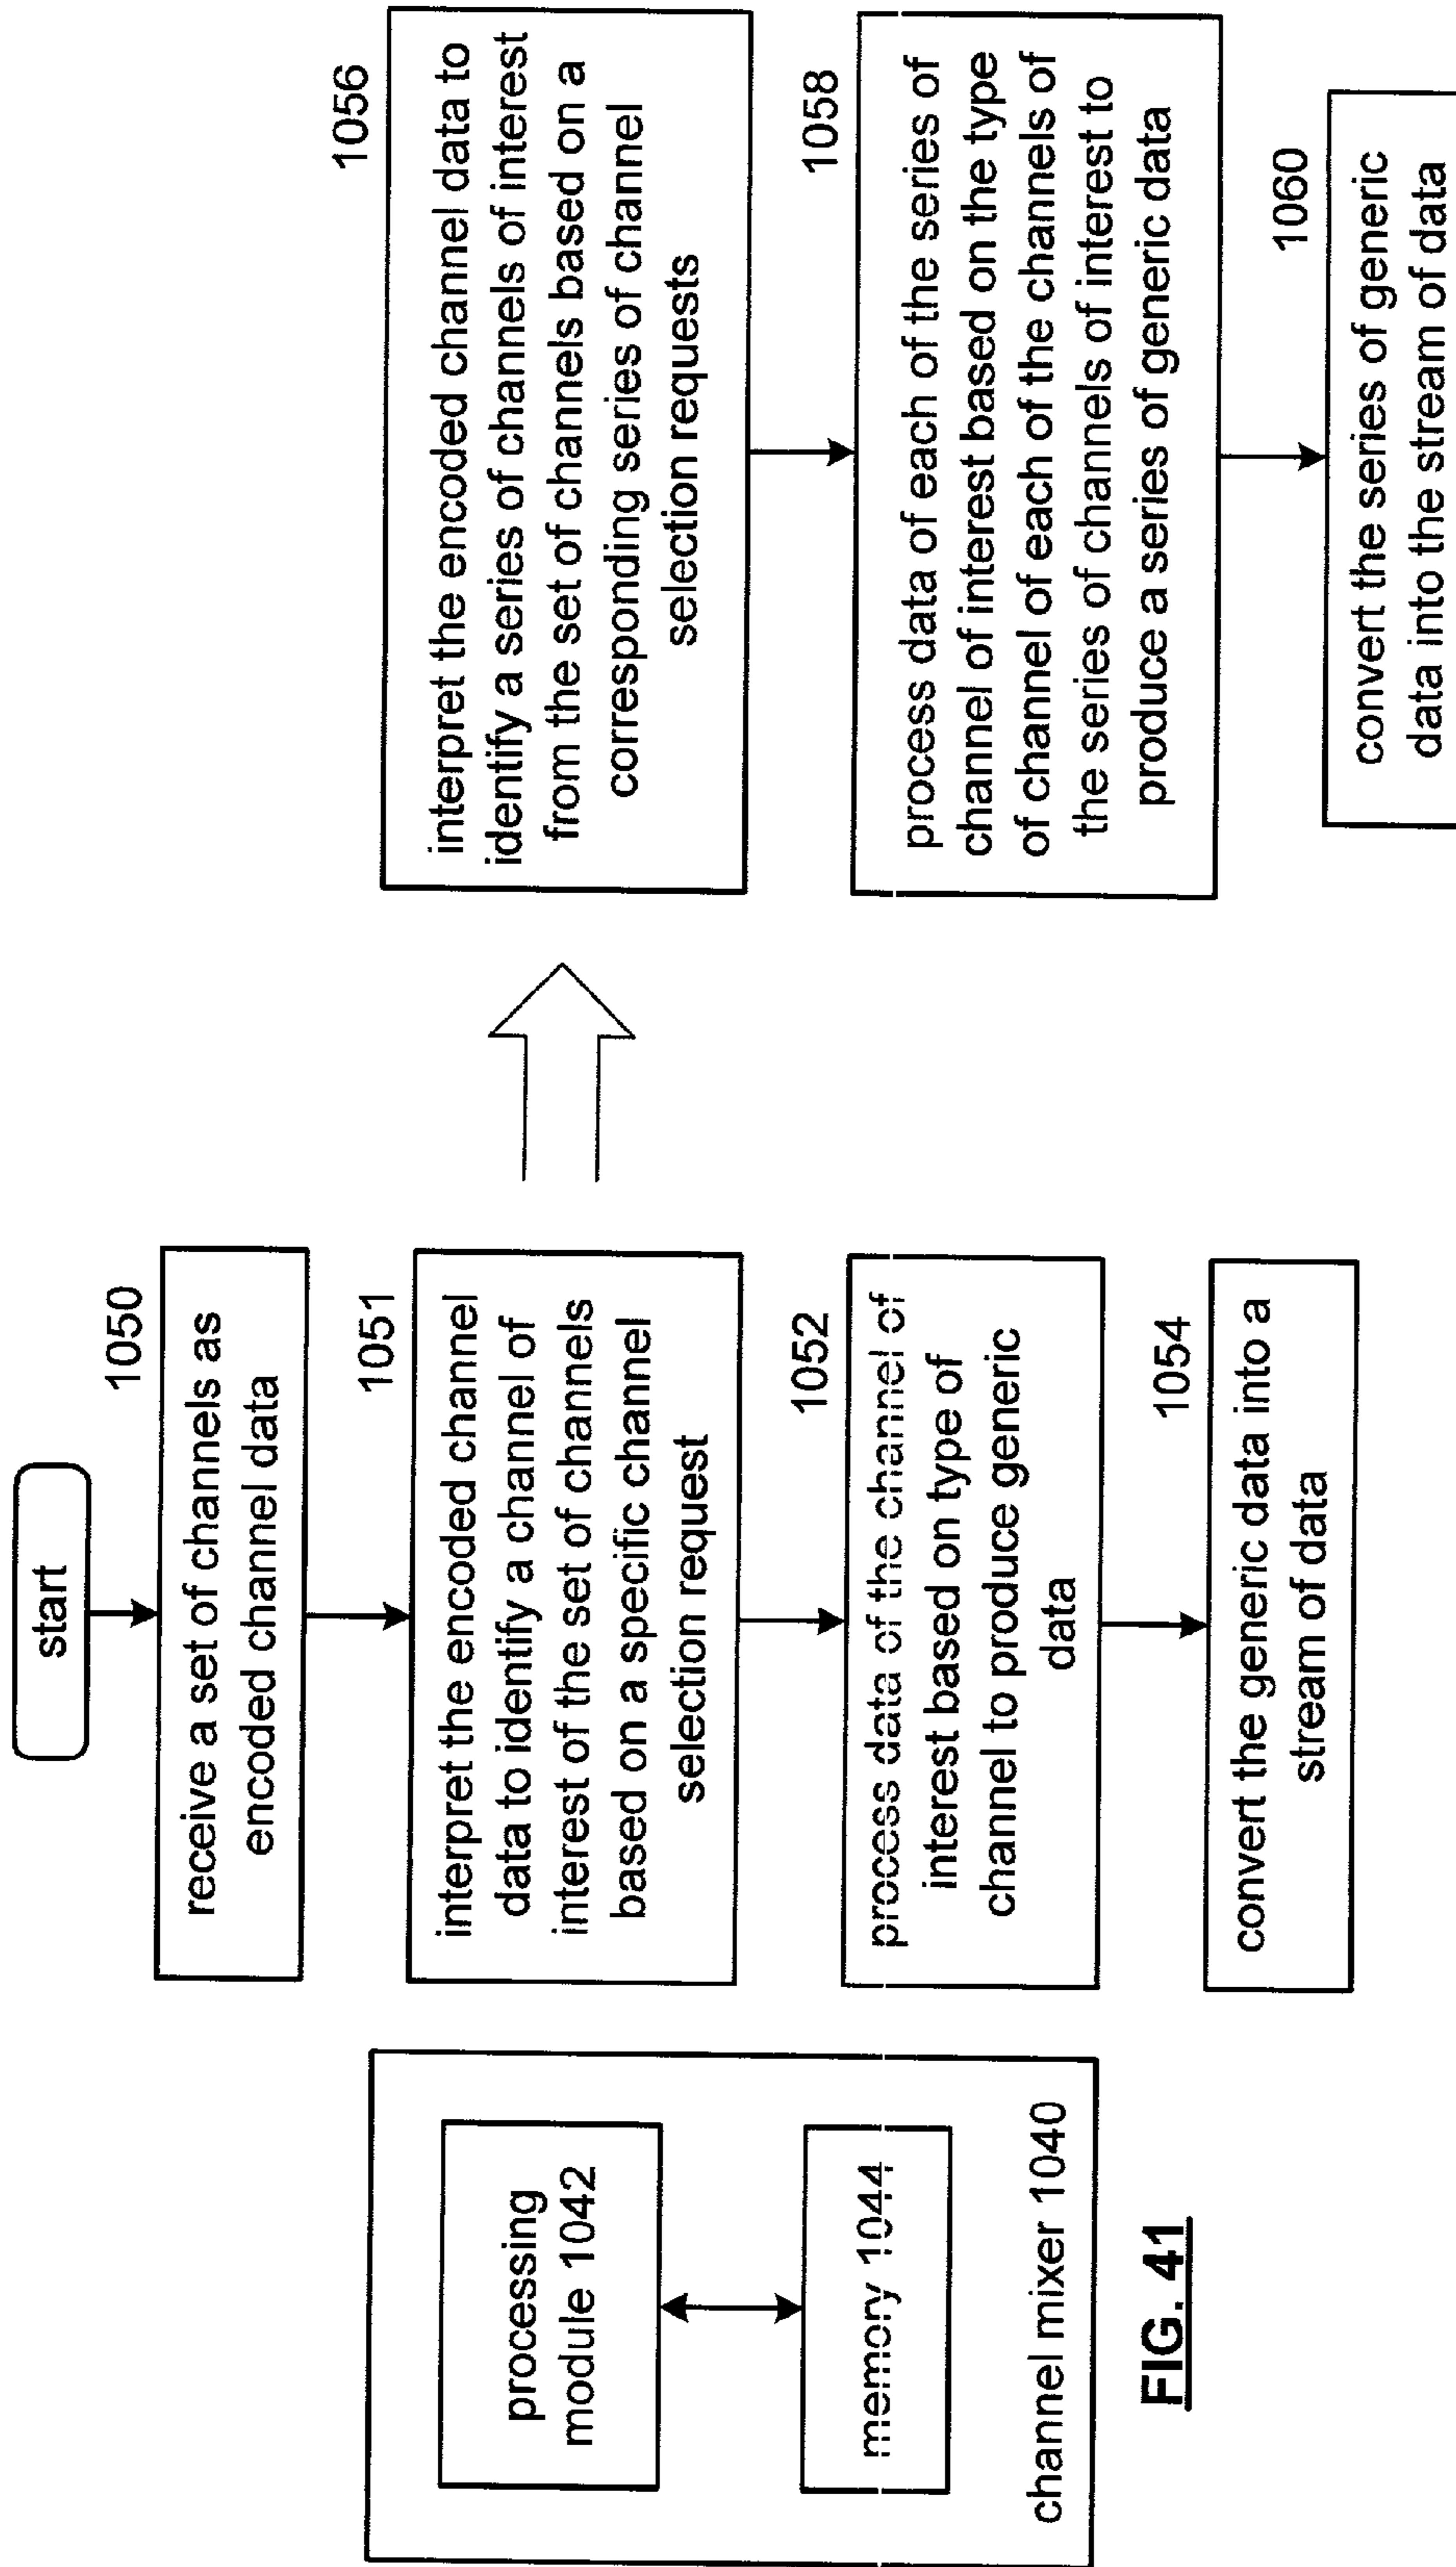 processing
module 1042
memory 1044
channel mixer 1040
FIG. 41
start
1050
receive a set of channels as
encoded channel data
1051
interpret the encoded channel
data to identify a channel of
interest of the set of channels
based on a specific channel
selection request
1052
process data of the channel of
interest based on type of
channel to produce generic
data
1054
convert the generic data into a
stream of data
1056
interpret the encoded channel data to
identify a series of channels of interest
from the set of channels based on a
corresponding series of channel
selection requests
1058
process data of each of the series of
channel of interest based on the type
of channel of each of the channels of
the series of channels of interest to
produce a series of generic data
1060
convert the series of generic
data into the stream of data